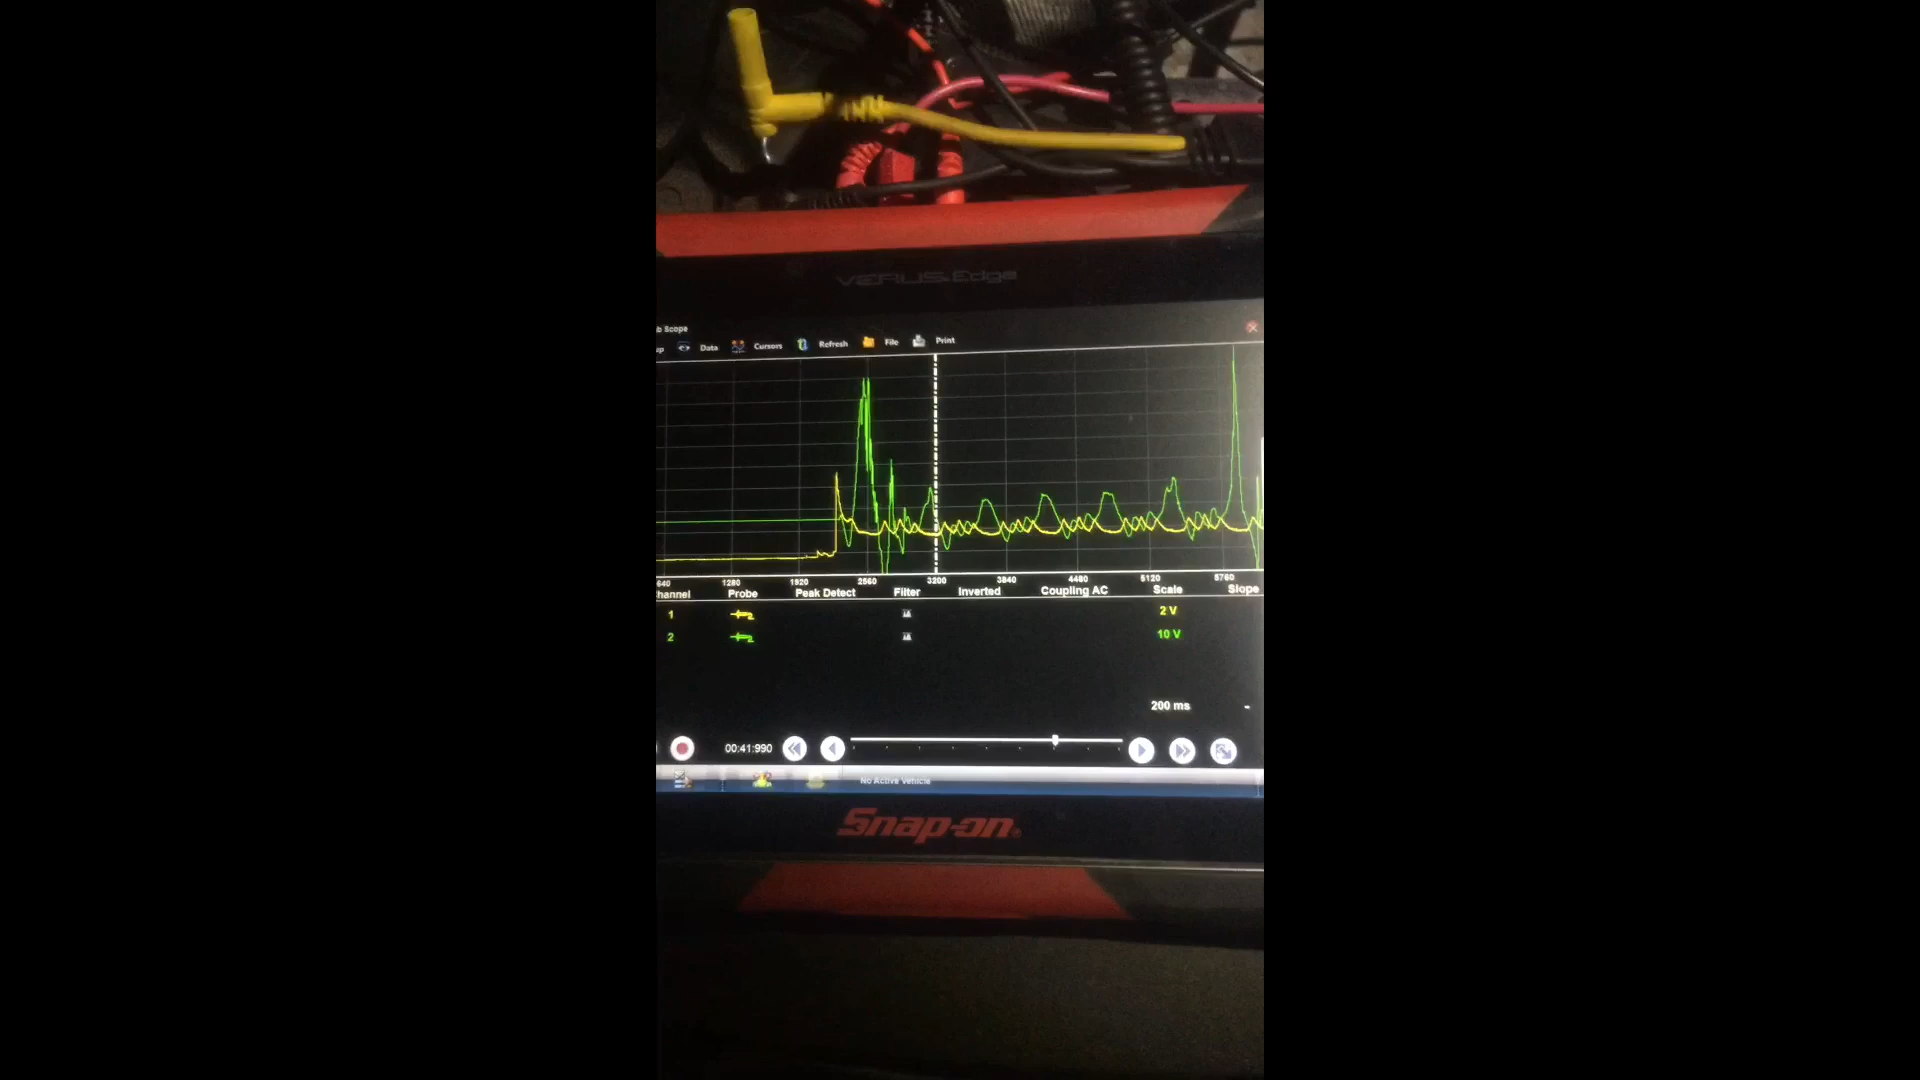 VERUS Edge
b Scope
up Data Cursors Refresh File Print
640 1280 1920 2560 3200 3840 4480 5120 5760
hannel Probe Peak Detect Filter Inverted Coupling AC Scale Slope
1 2 V
2 10 V
200 ms -
00:41:990
No Active Vehicle
Snap-on®